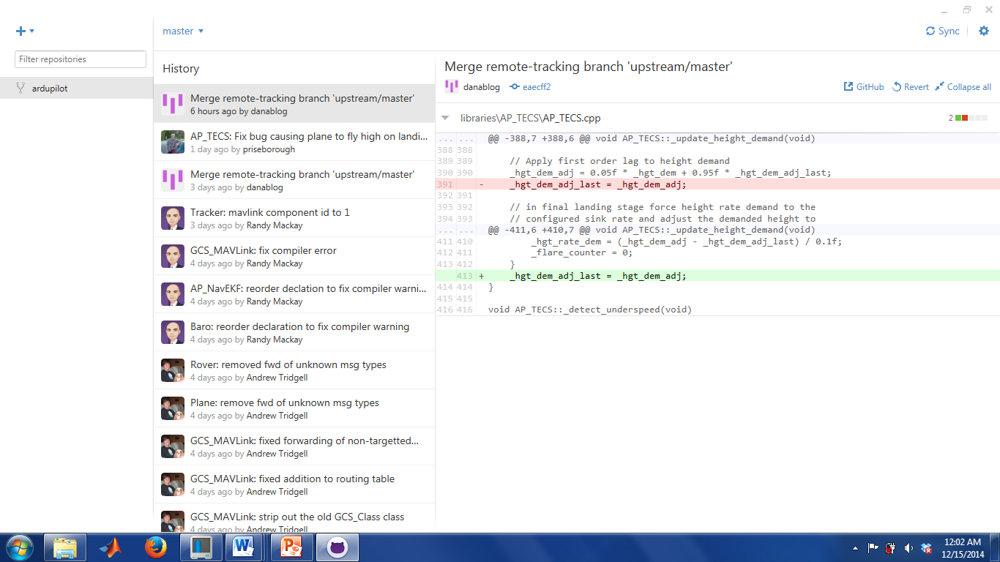 master
Sync
Filter repositories
ardupilot
History
Merge remote-tracking branch 'upstream/master'
6 hours ago by danablog
AP_TECS: Fix bug causing plane to fly high on landi...
1 day ago by priseborough
Merge remote-tracking branch 'upstream/master'
3 days ago by danablog
Tracker: mavlink component id to 1
3 days ago by Randy Mackay
GCS_MAVLink: fix compiler error
4 days ago by Randy Mackay
AP_NavEKF: reorder declation to fix compiler warni...
4 days ago by Randy Mackay
Baro: reorder declaration to fix compiler warning
4 days ago by Randy Mackay
Rover: removed fwd of unknown msg types
4 days ago by Andrew Tridgell
Plane: remove fwd of unknown msg types
4 days ago by Andrew Tridgell
GCS_MAVLink: fixed forwarding of non-targetted...
4 days ago by Andrew Tridgell
GCS_MAVLink: fixed addition to routing table
4 days ago by Andrew Tridgell
GCS_MAVLink: strip out the old GCS_Class class
4 days ago by Andrew Tridgell
Merge remote-tracking branch 'upstream/master'
danablog eaecff2 GitHub Revert Collapse all
libraries\AP_TECS\AP_TECS.cpp 2
... ... @@ -388,7 +388,6 @@ void AP_TECS::_update_height_demand(void)
388 388
389 389 // Apply first order lag to height demand
390 390 _hgt_dem_adj = 0.05f * _hgt_dem + 0.95f * _hgt_dem_adj_last;
391 - _hgt_dem_adj_last = _hgt_dem_adj;
392 391
393 392 // in final landing stage force height rate demand to the
394 393 // configured sink rate and adjust the demanded height to
... ... @@ -411,6 +410,7 @@ void AP_TECS::_update_height_demand(void)
411 410 _hgt_rate_dem = (_hgt_dem_adj - _hgt_dem_adj_last) / 0.1f;
412 411 _flare_counter = 0;
413 412 }
413 + _hgt_dem_adj_last = _hgt_dem_adj;
414 414 }
415 415
416 416 void AP_TECS::_detect_underspeed(void)
12:02 AM
12/15/2014